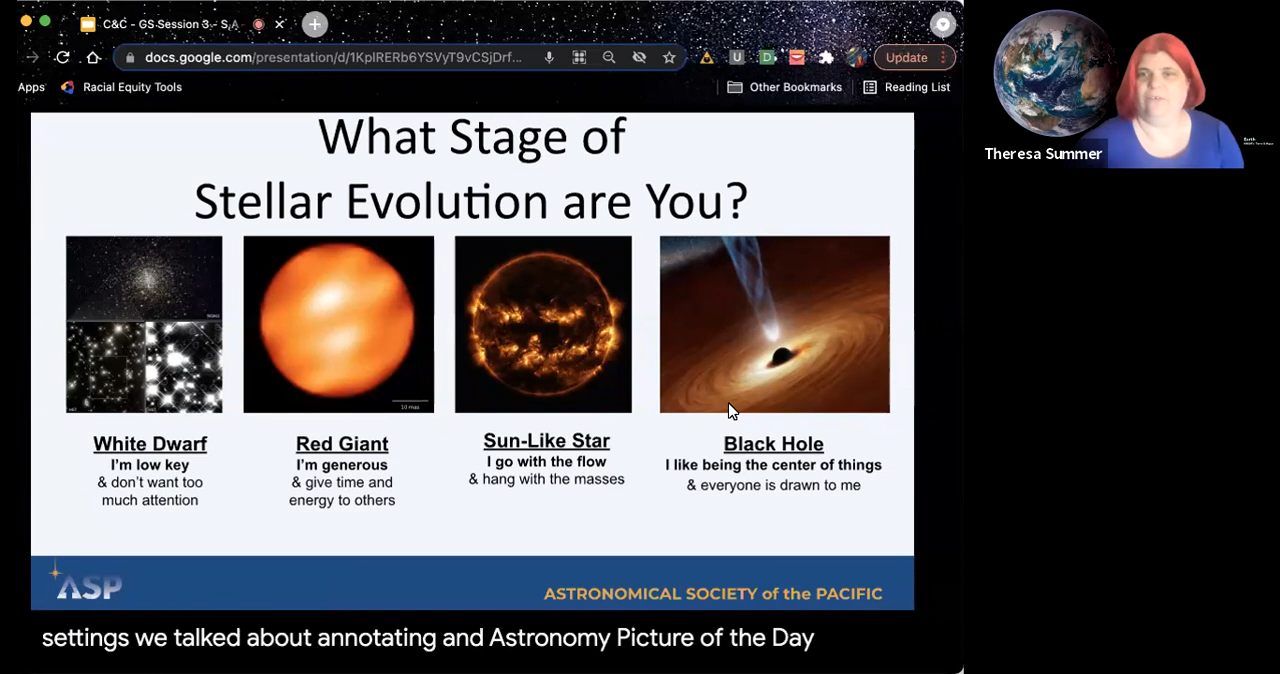 C&C - GS Session 3 - S,A
docs.google.com/presentation/d/1KpIRERb6YSVyT9vCSjDrf...
Update
Apps
Racial Equity Tools
Other Bookmarks
Reading List
What Stage of
Stellar Evolution are You?
10 mas
White Dwarf
I'm low key
& don't want too
much attention
Red Giant
I'm generous
& give time and
energy to others
Sun-Like Star
I go with the flow
& hang with the masses
Black Hole
I like being the center of things
& everyone is drawn to me
ASP
ASTRONOMICAL SOCIETY of the PACIFIC
settings we talked about annotating and Astronomy Picture of the Day
Theresa Summer
Earth